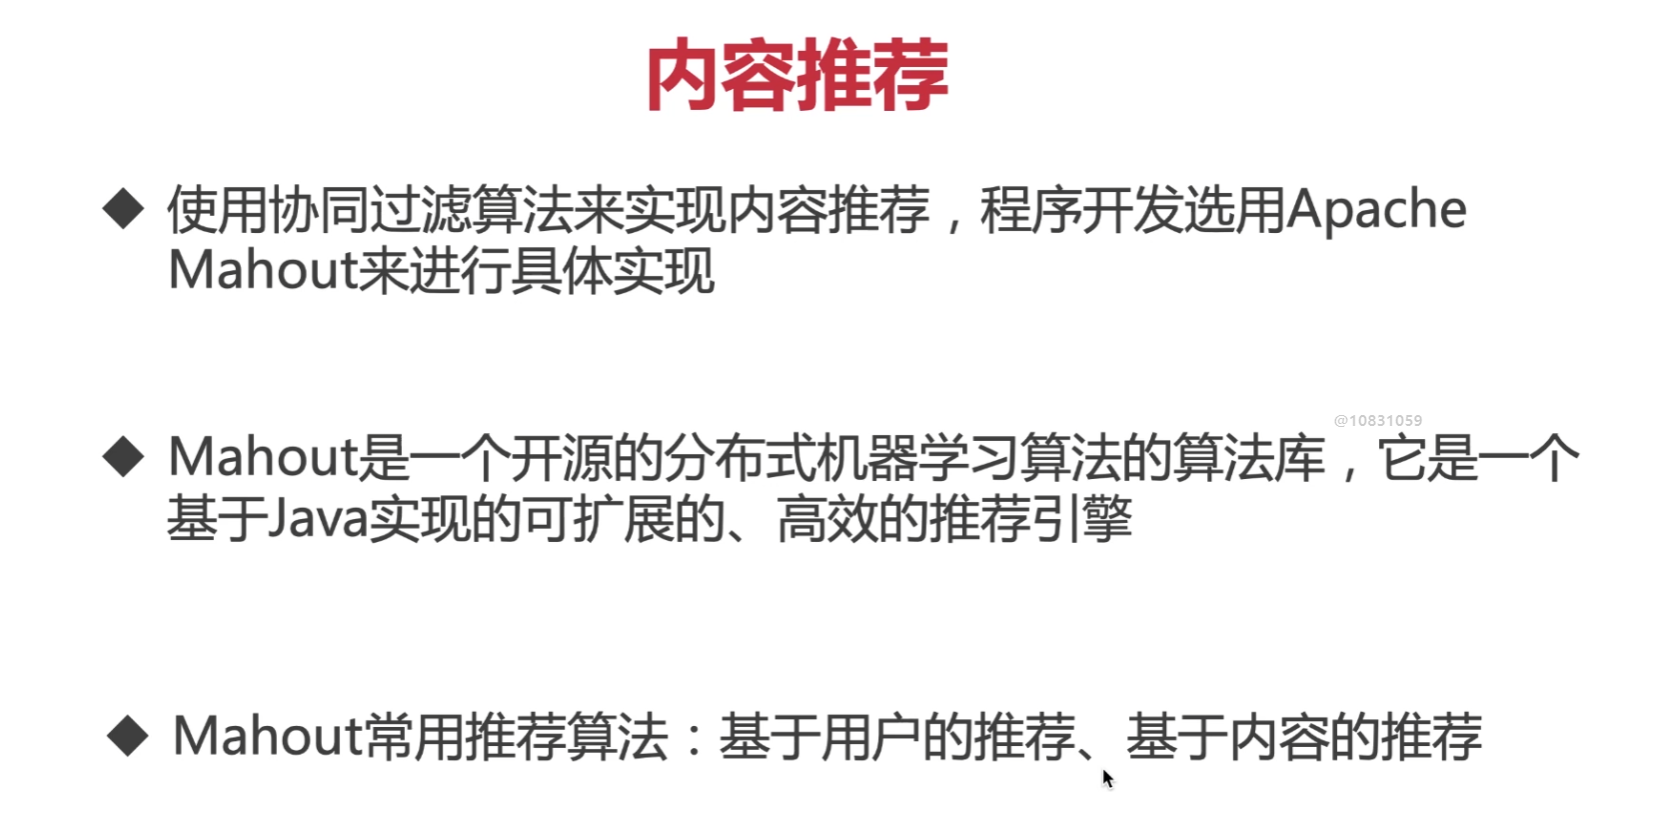 内容推荐
使用协同过滤算法来实现内容推荐，程序开发选用Apache
Mahout来进行具体实现
@10831059
Mahout是一个开源的分布式机器学习算法的算法库，它是一个
基于Java实现的可扩展的、高效的推荐引擎
Mahout常用推荐算法：基于用户的推荐、基于内容的推荐